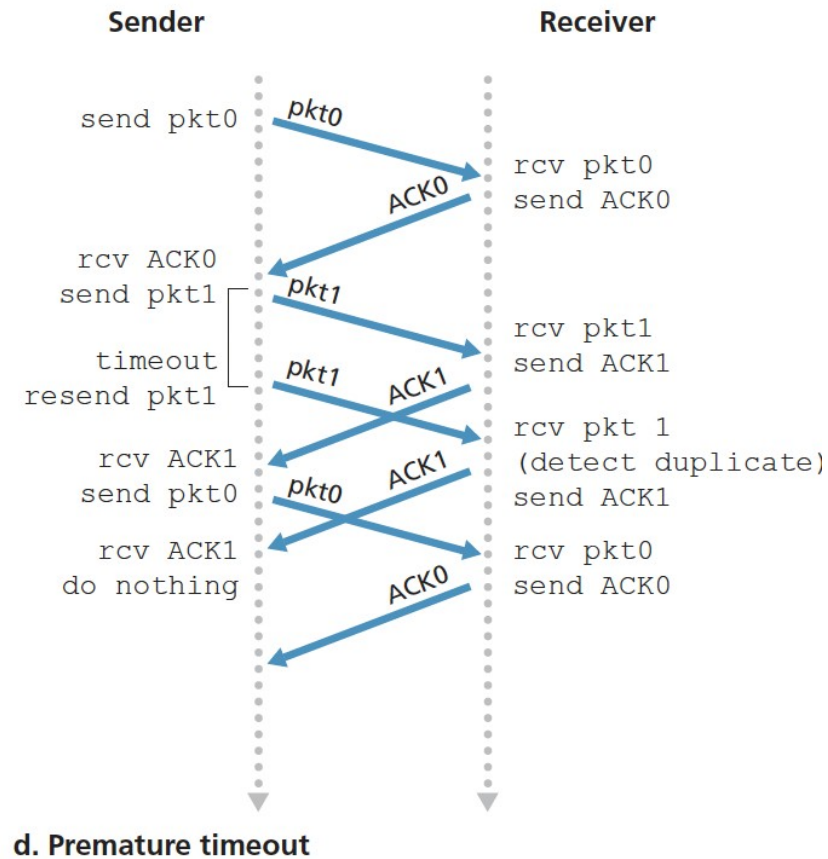 Sender
Receiver
send pkt0
pkt0
rcv pkt0
send ACK0
ACK0
rcv ACK0
send pkt1
pkt1
rcv pkt1
send ACK1
timeout
resend pkt1
pkt1
ACK1
rcv pkt 1
(detect duplicate)
send ACK1
rcv ACK1
send pkt0
pkt0
ACK1
rcv ACK1
do nothing
rcv pkt0
send ACK0
ACK0
d. Premature timeout